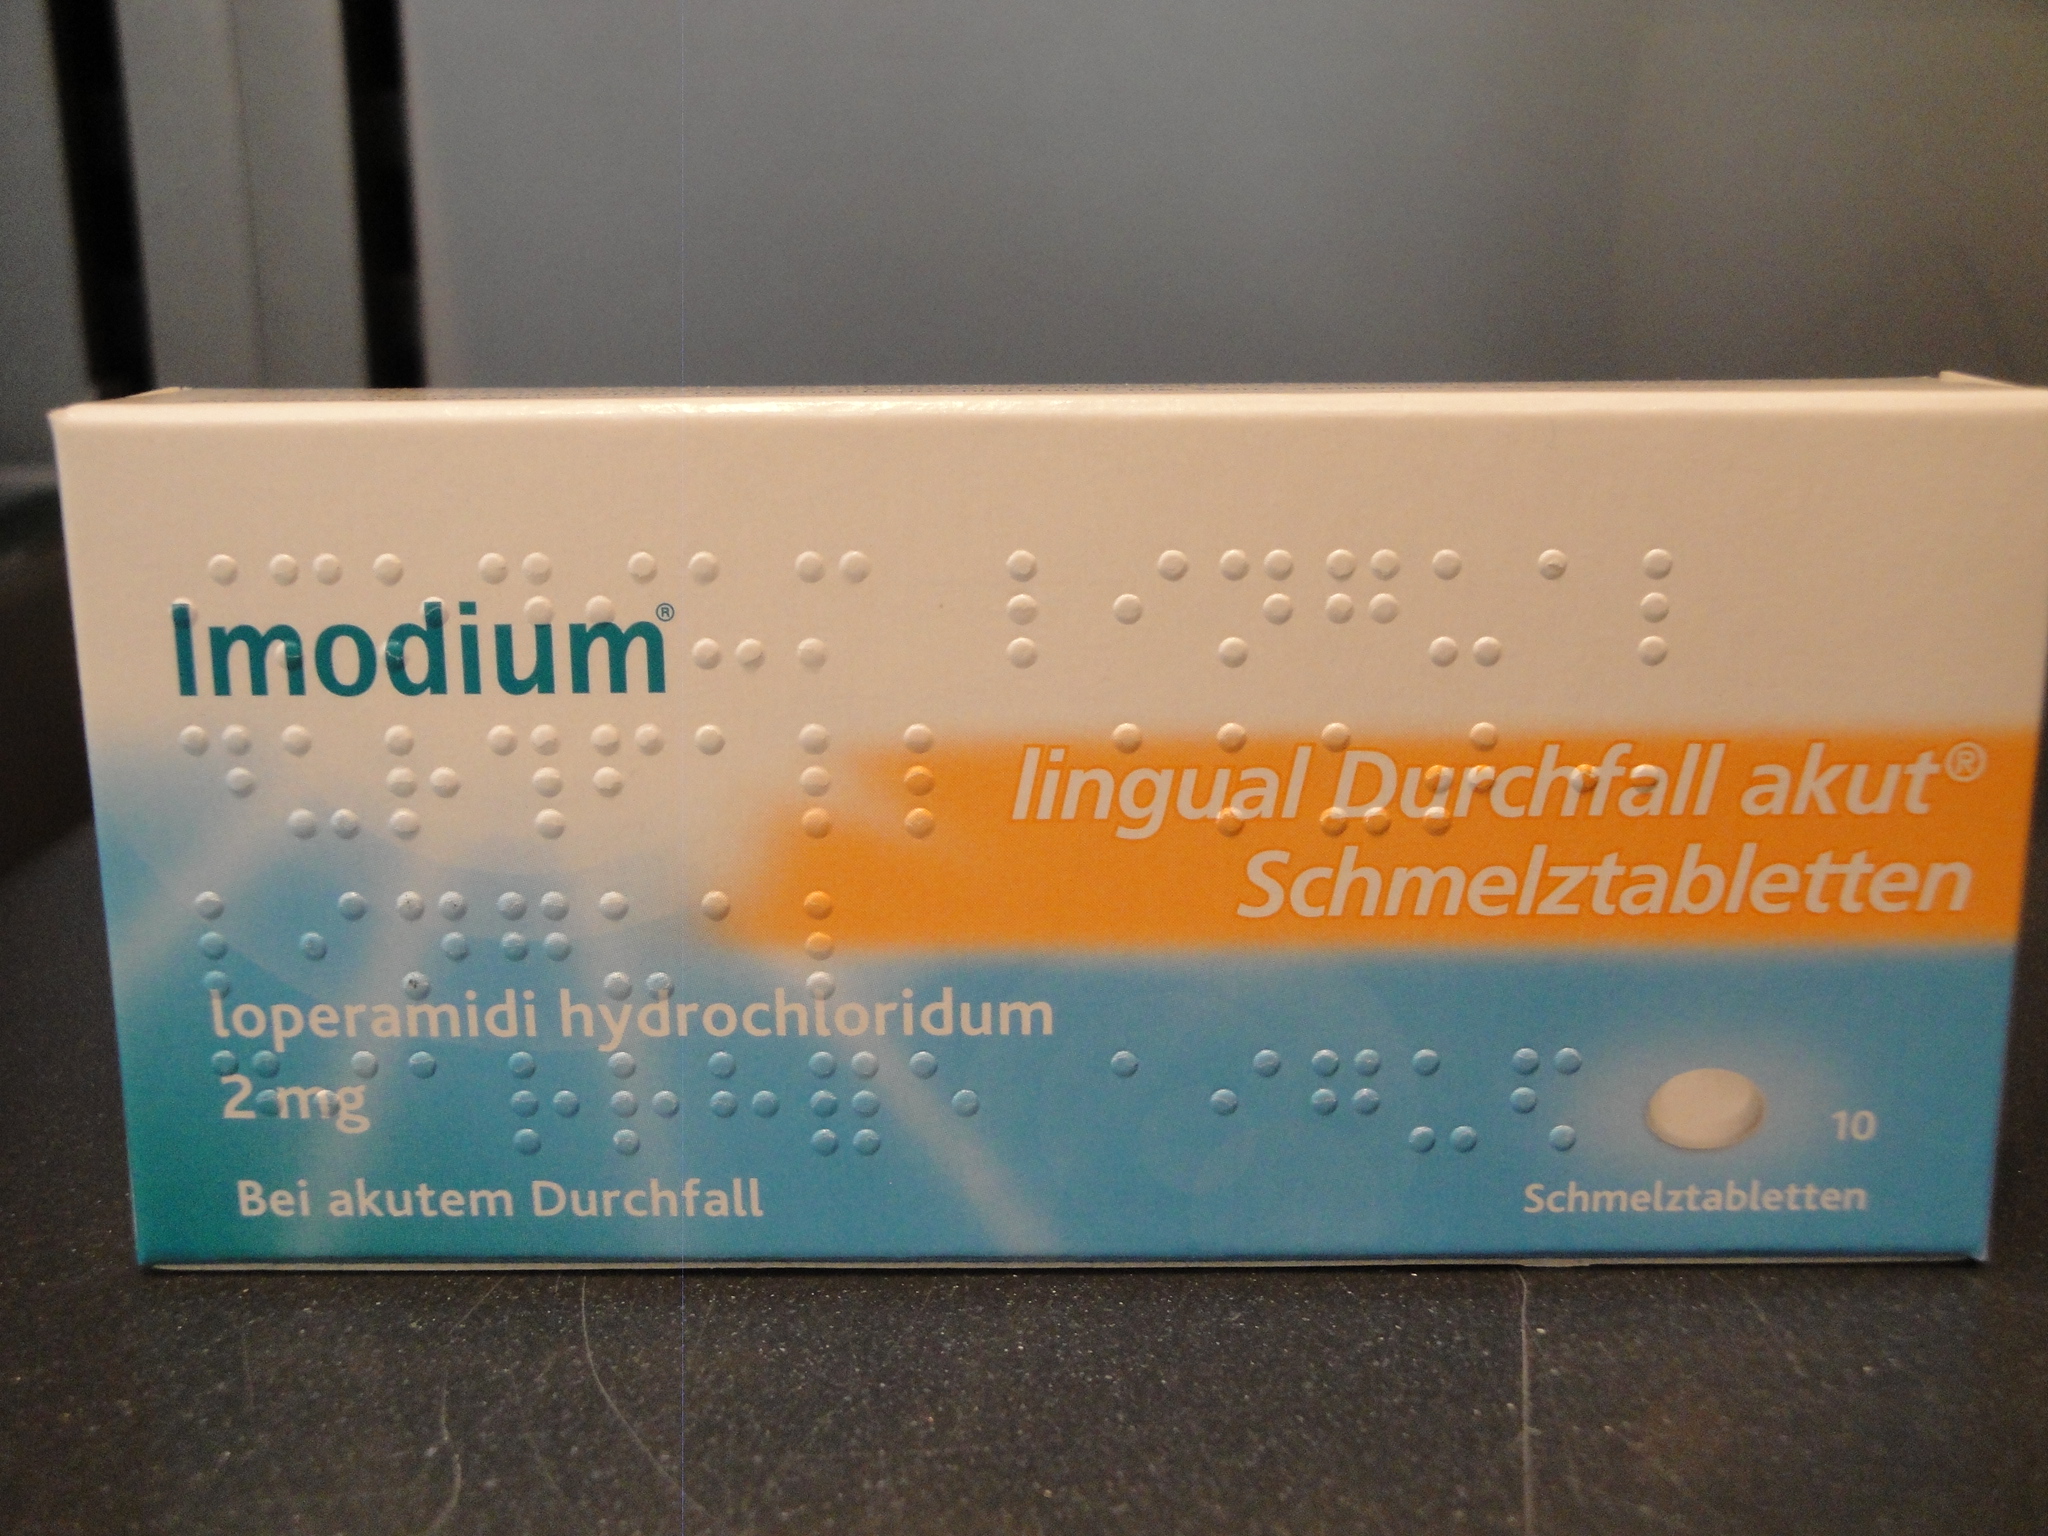 Imodium®
lingual Durchfall akut®
Schmelztabletten
loperamidi hydrochloridum
2 mg
Bei akutem Durchfall
10
Schmelztabletten